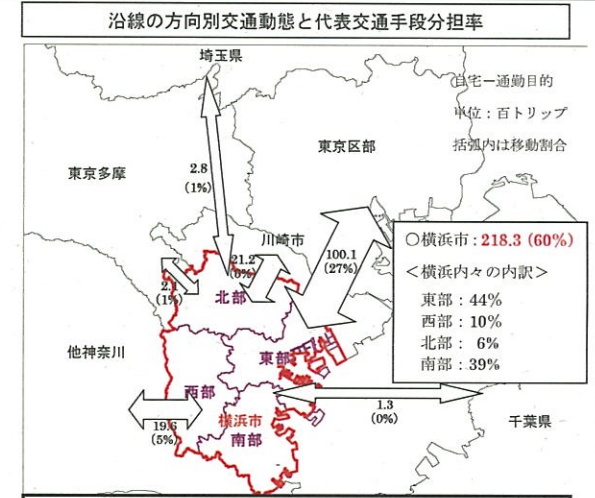 沿線の方向別交通動態と代表交通手段分担率
埼玉県
自宅ー通勤目的
単位：百トリップ
括弧内は移動割合
東京多摩
2.8
(1%)
東京区部
川崎市
21.2
(6%)
100.1
(27%)
2.1
(1%)
北部
○横浜市：218.3 (60%)
＜横浜内々の内訳＞
東部：44%
西部：10%
北部：6%
南部：39%
他神奈川
東部
西部
横浜市
南部
19.6
(5%)
1.3
(0%)
千葉県